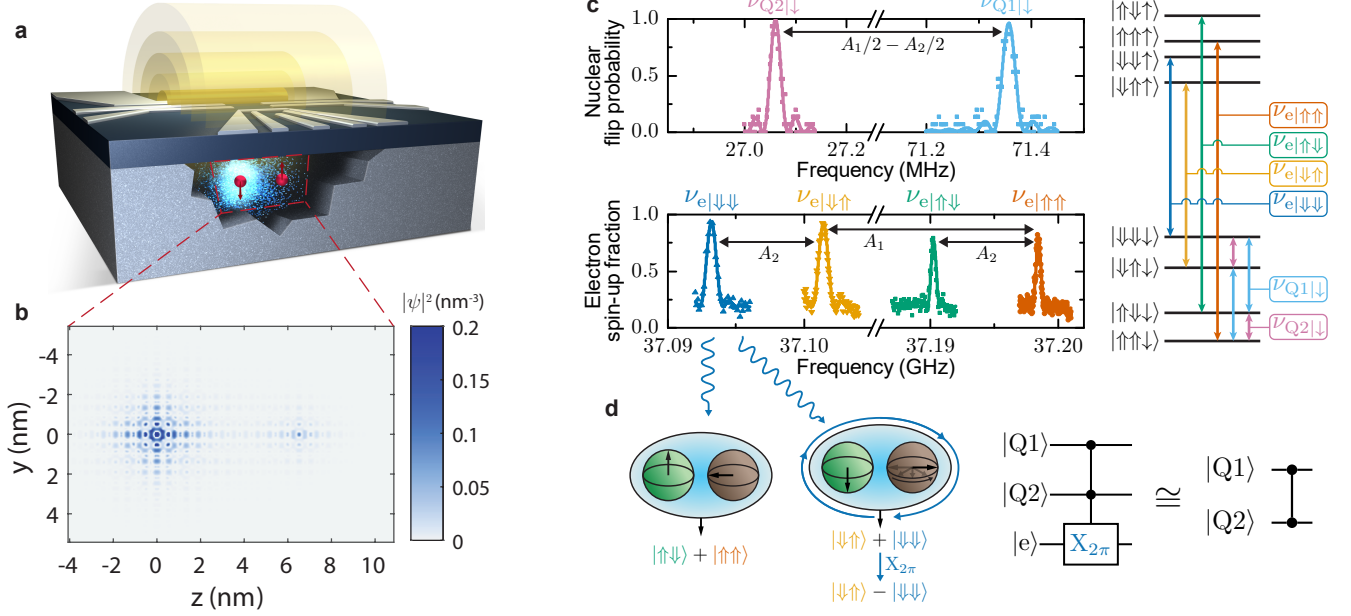 a
b
|ψ|² (nm⁻³)
-4
-2
0
2
4
y (nm)
-4 -2 0 2 4 6 8 10
z (nm)
0.2
0.15
0.1
0.05
0
c
νQ2|↓
νQ1|↓
Nuclear
flip probability
1.0
0.5
0.0
A₁/2 − A₂/2
27.0 27.2 71.2 71.4
Frequency (MHz)
νe|⇓⇓
νe|⇓⇑
νe|⇑⇓
νe|⇑⇑
Electron
spin-up fraction
1.0
0.5
0.0
A₂
A₁
A₂
37.09 37.10 37.19 37.20
Frequency (GHz)
|⇑⇓↑⟩
|⇑⇑↑⟩
|⇓⇓↑⟩
|⇓⇑↑⟩
νe|⇑⇑
νe|⇑⇓
νe|⇓⇑
νe|⇓⇓
|⇓⇓↓⟩
|⇓⇑↓⟩
|⇑⇓↓⟩
|⇑⇑↓⟩
νQ1|↓
νQ2|↓
d
|⇑⇓⟩ + |⇑⇑⟩
|⇓⇑⟩ + |⇓⇓⟩
X2π
|⇓⇑⟩ − |⇓⇓⟩
|Q1⟩
|Q2⟩
|e⟩
X2π
≅
|Q1⟩
|Q2⟩